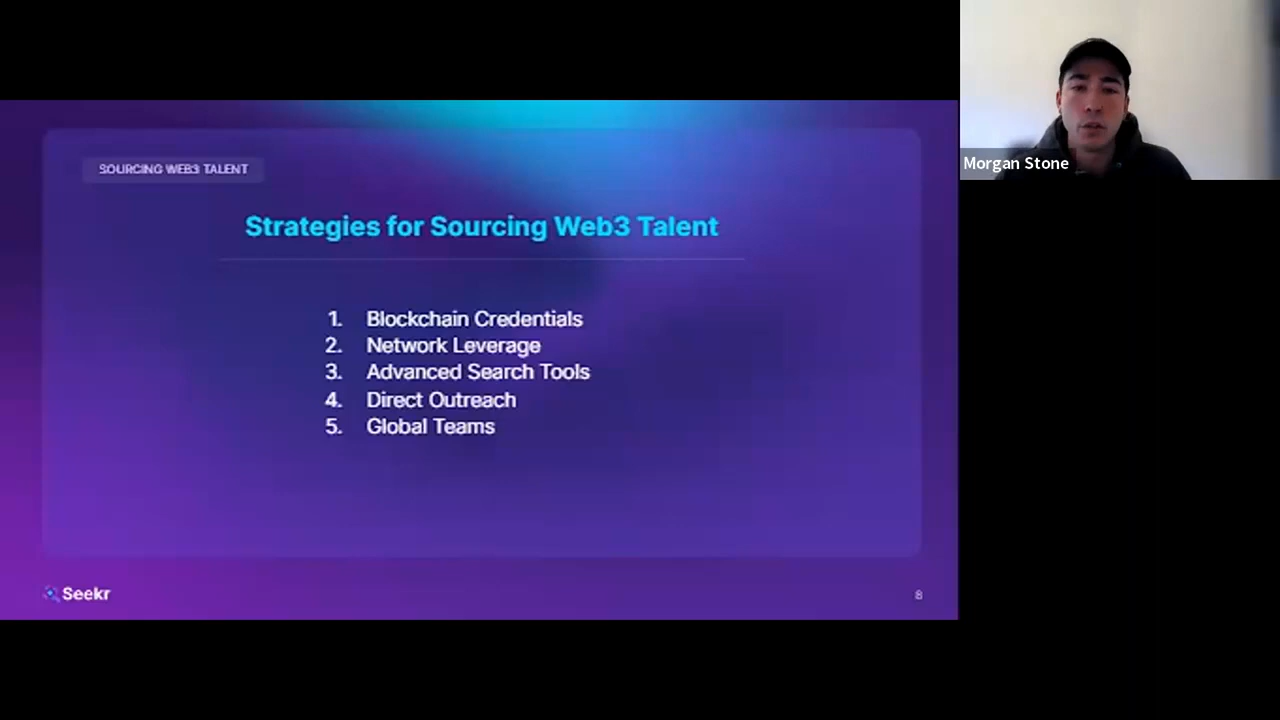 SOURCING WEB3 TALENT
Strategies for Sourcing Web3 Talent
1. Blockchain Credentials
2. Network Leverage
3. Advanced Search Tools
4. Direct Outreach
5. Global Teams
Seekr
8
Morgan Stone